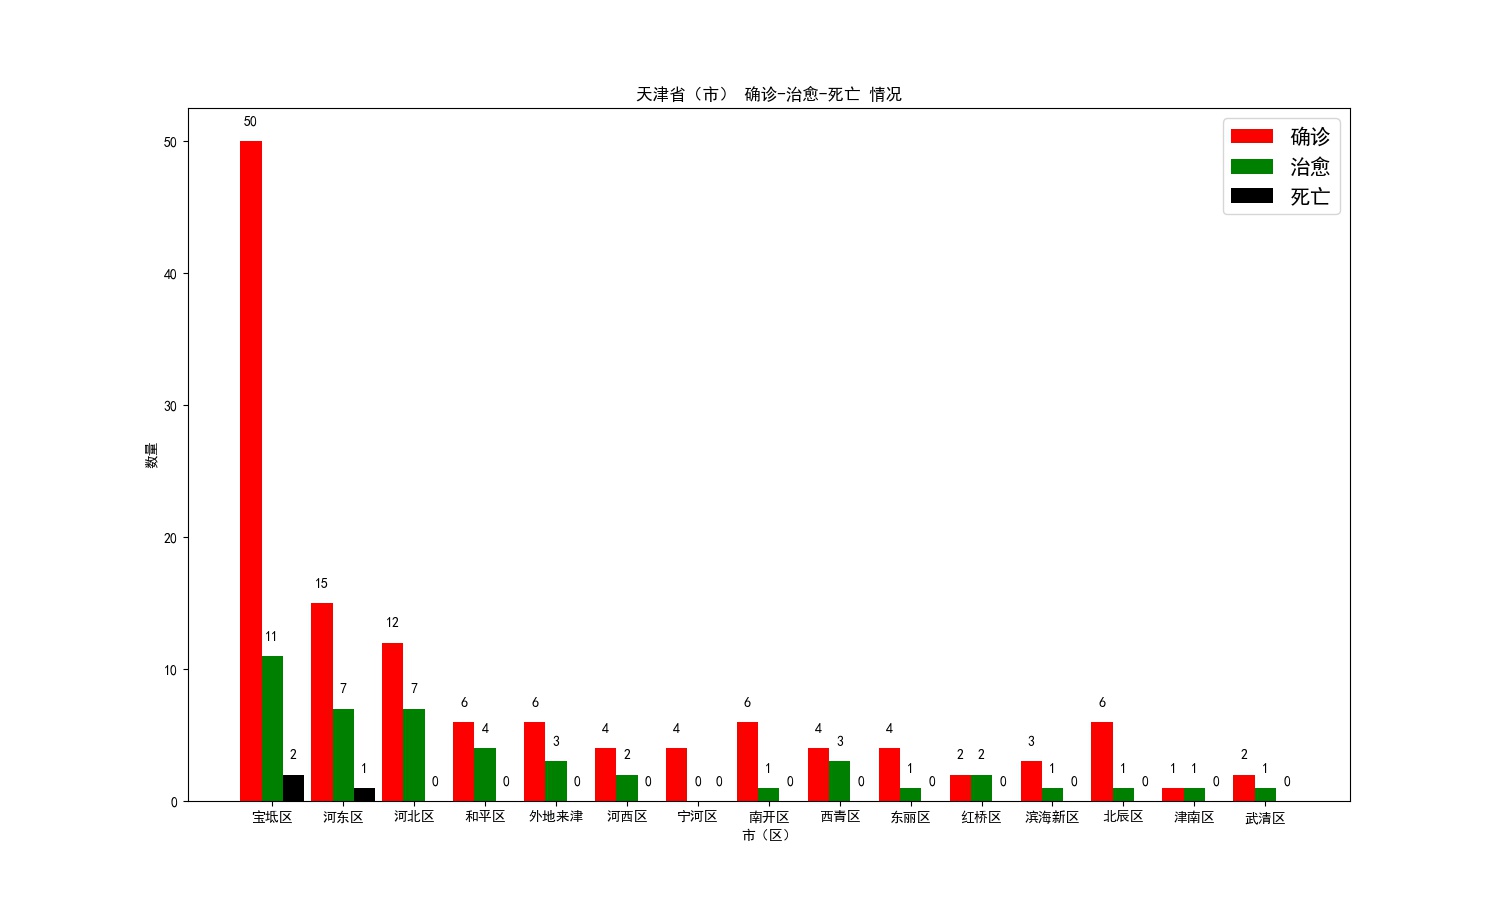 天津省（市） 确诊-治愈-死亡 情况
确诊
治愈
死亡
数量
50
40
30
20
10
0
50 11 2
15 7 1
12 7 0
6 4 0
6 3 0
4 2 0
4 0 0
6 1 0
4 3 0
4 1 0
2 2 0
3 1 0
6 1 0
1 1 0
2 1 0
宝坻区 河东区 河北区 和平区 外地来津 河西区 宁河区 南开区 西青区 东丽区 红桥区 滨海新区 北辰区 津南区 武清区
市（区）